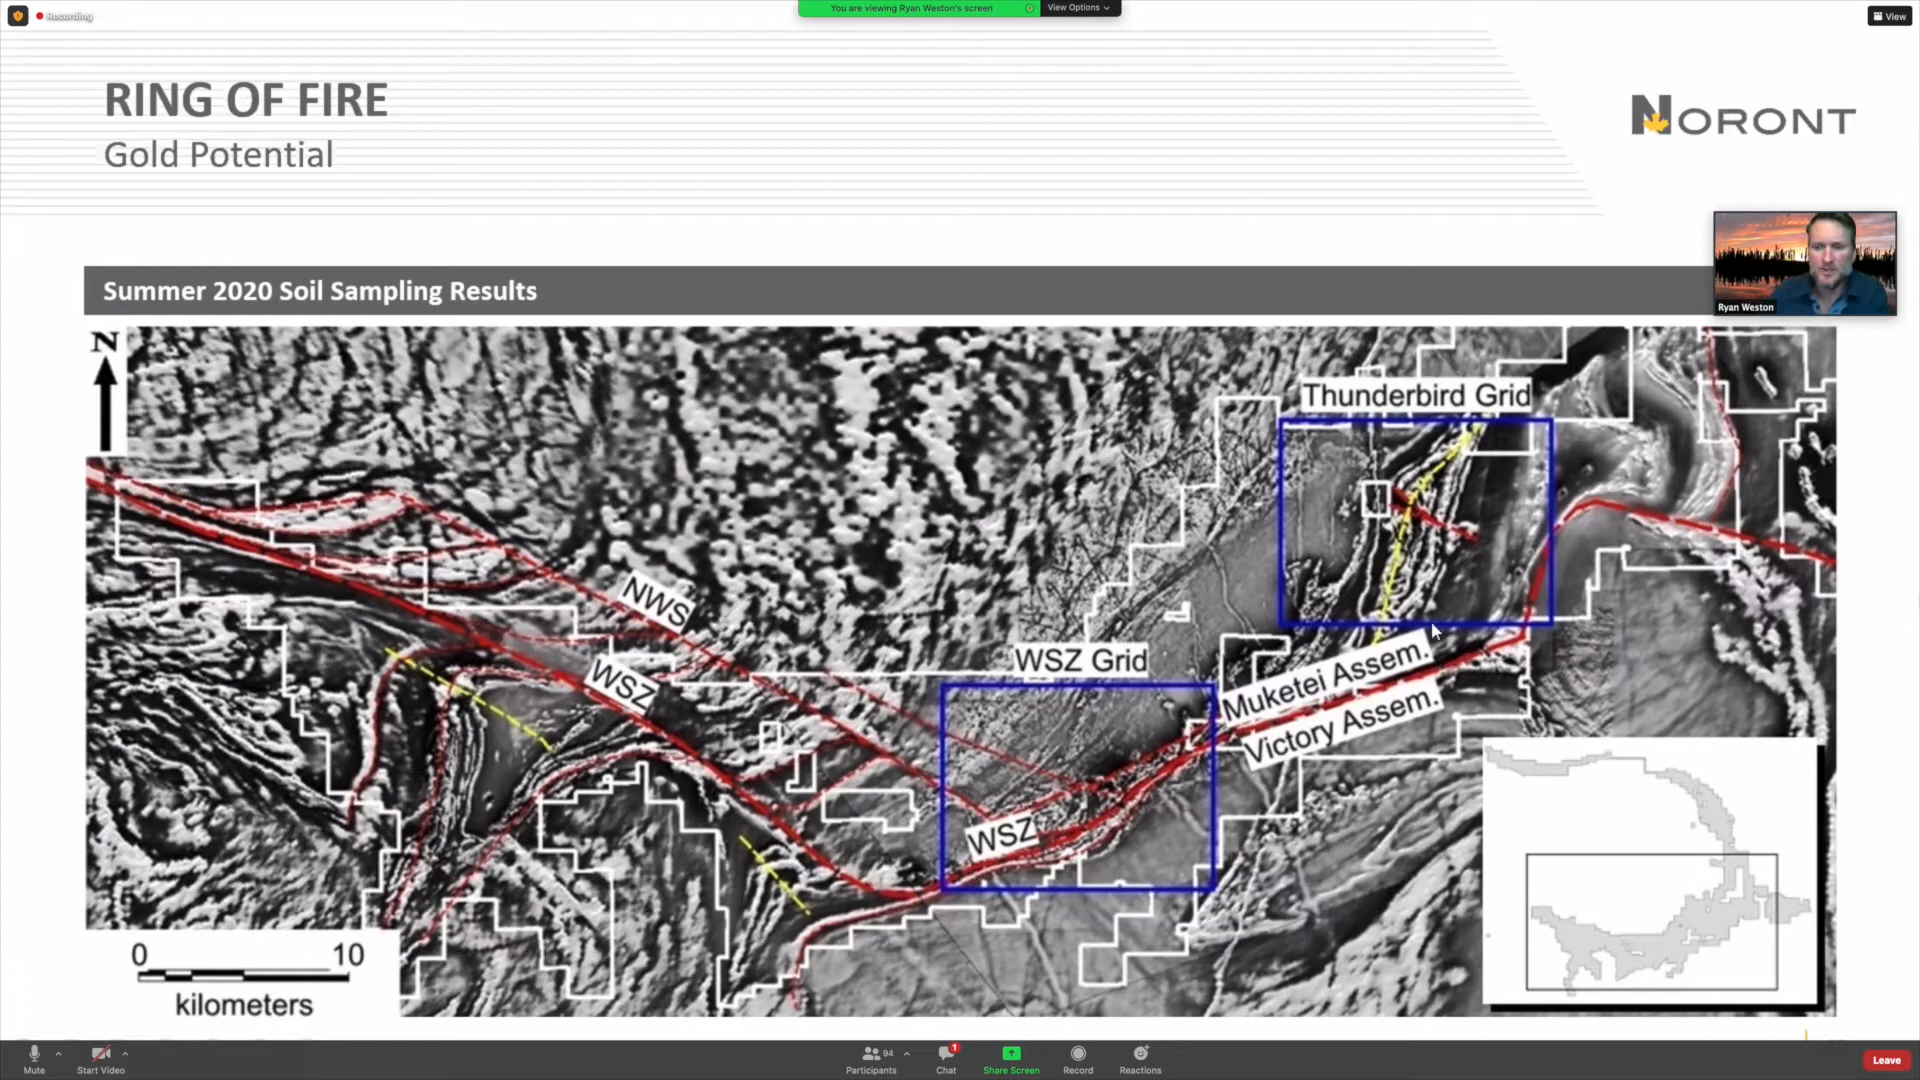 Recording
You are viewing Ryan Weston's screen
View Options
View
RING OF FIRE
Gold Potential
NORONT
Ryan Weston
Summer 2020 Soil Sampling Results
N
Thunderbird Grid
NWS
WSZ
WSZ Grid
Muketei Assem.
Victory Assem.
WSZ
0 10
kilometers
Mute
Start Video
94
Participants
1
Chat
Share Screen
Record
Reactions
Leave